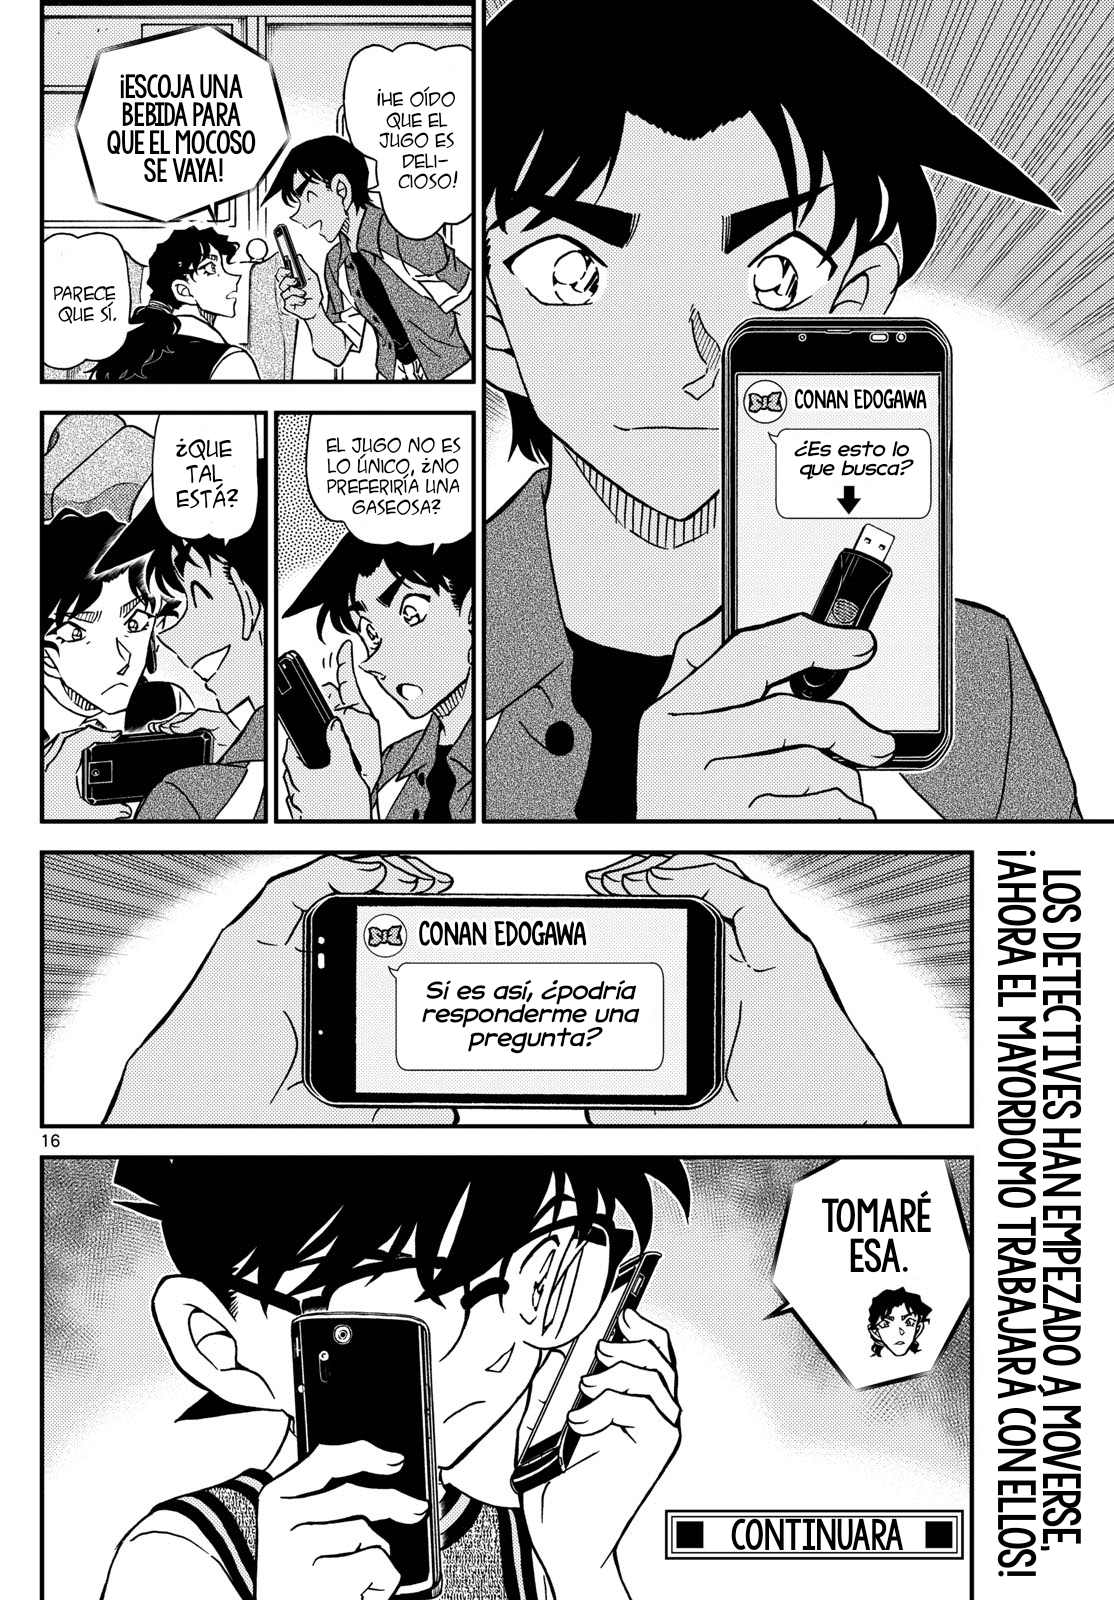 ¡HE OÍDO
QUE EL
JUGO ES
DELI-
CIOSO!
¡ESCOJA UNA
BEBIDA PARA
QUE EL MOCOSO
SE VAYA!
PARECE
QUE SÍ.
CONAN EDOGAWA
¿Es esto lo
que busca?
EL JUGO NO ES
LO ÚNICO, ¿NO
PREFERIRÍA UNA
GASEOSA?
¿QUE
TAL
ESTÁ?
CONAN EDOGAWA
Si es así, ¿podría
responderme una
pregunta?
16
TOMARÉ
ESA.
LOS DETECTIVES HAN EMPEZADO A MOVERSE,
¡AHORA EL MAYORDOMO TRABAJARÁ CON ELLOS!
CONTINUARA